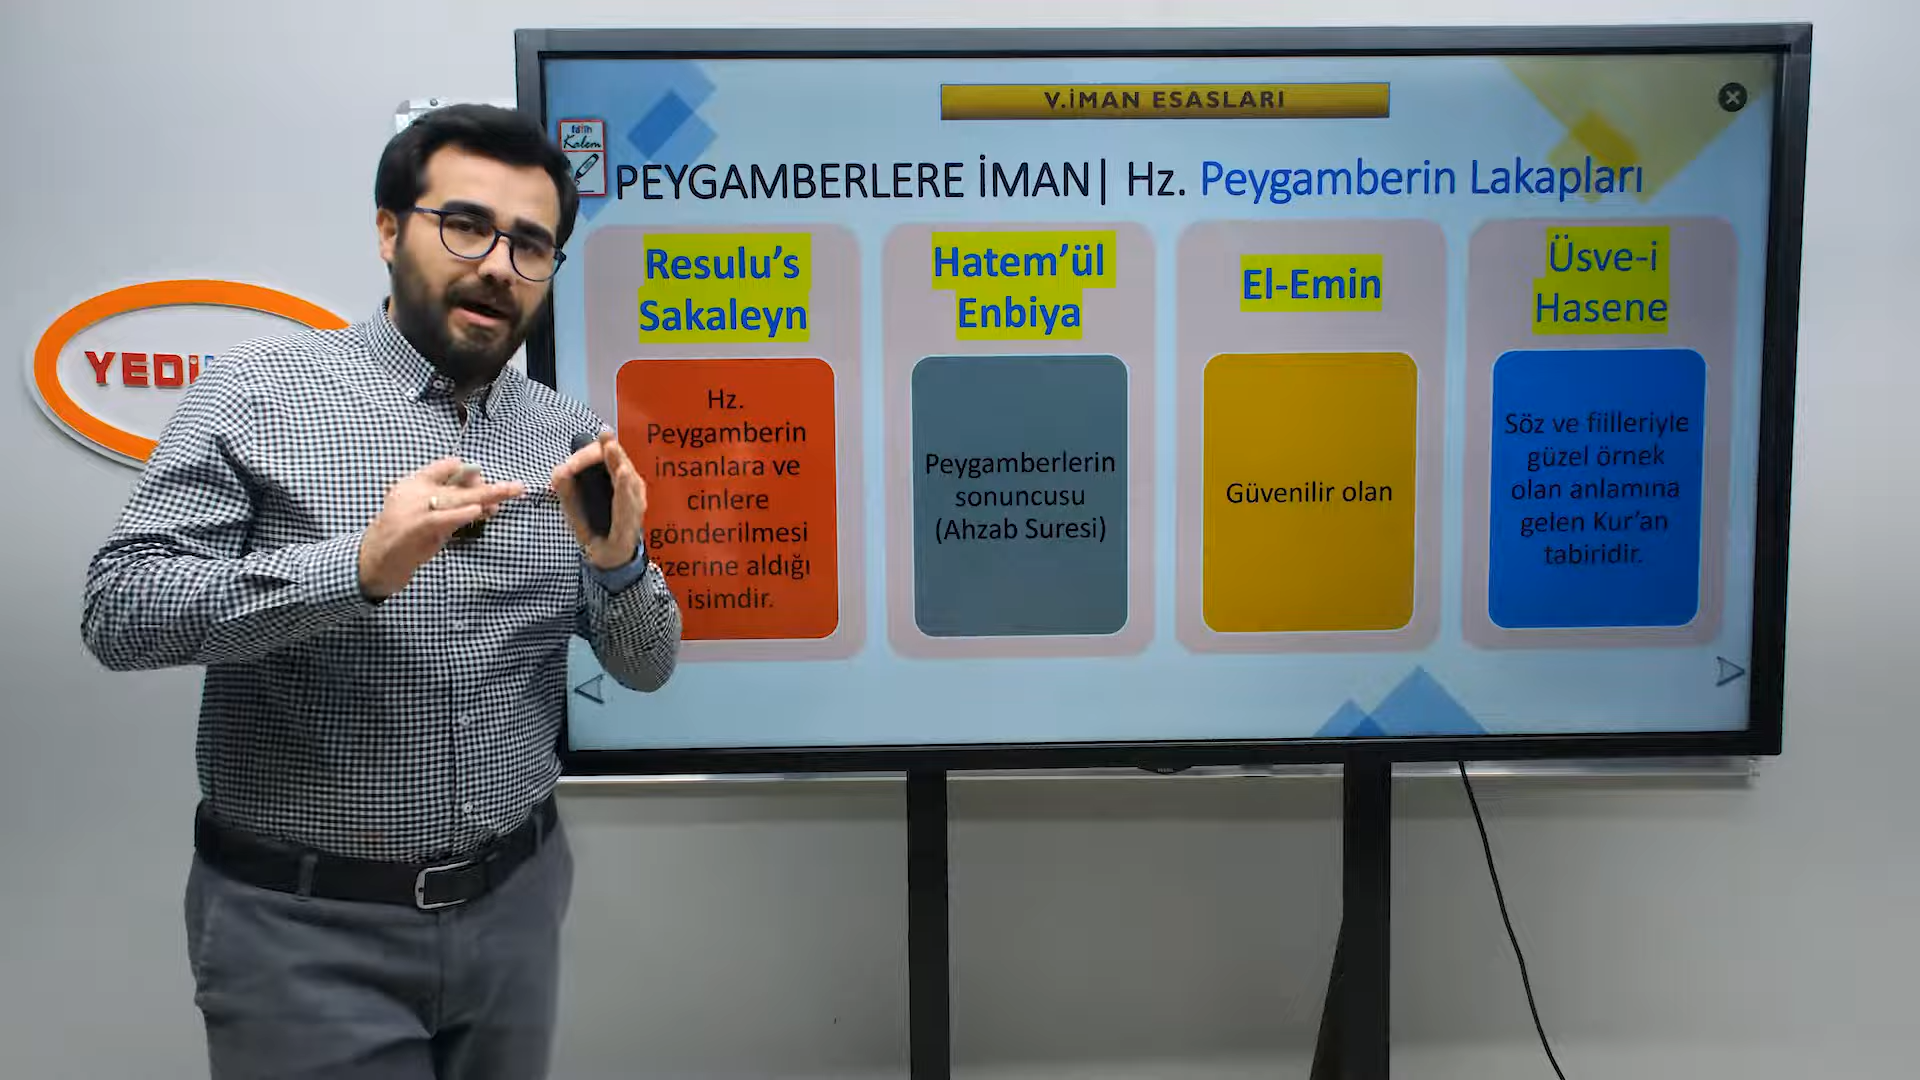 V.İMAN ESASLARI
fatih
Kalem
PEYGAMBERLERE İMAN| Hz. Peygamberin Lakapları
Resulu's
Sakaleyn
Hz.
Peygamberin
insanlara ve
cinlere
gönderilmesi
üzerine aldığı
isimdir.
Hatem'ül
Enbiya
Peygamberlerin
sonuncusu
(Ahzab Suresi)
El-Emin
Güvenilir olan
Üsve-i
Hasene
Söz ve fiilleriyle
güzel örnek
olan anlamına
gelen Kur'an
tabiridir.
YEDİ